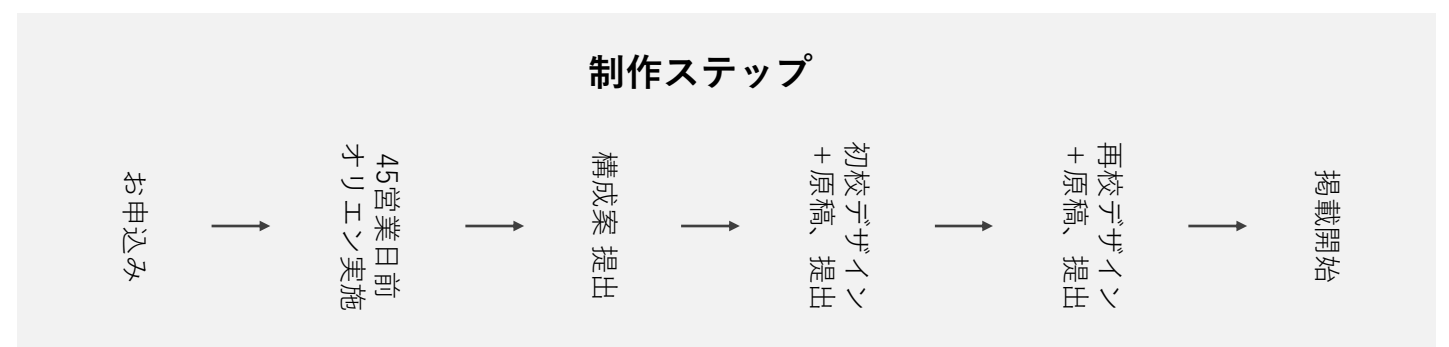 制作ステップ
お申込み
45営業日前
オリエン実施
構成案 提出
初校デザイン
+原稿、提出
再校デザイン
+原稿、提出
掲載開始